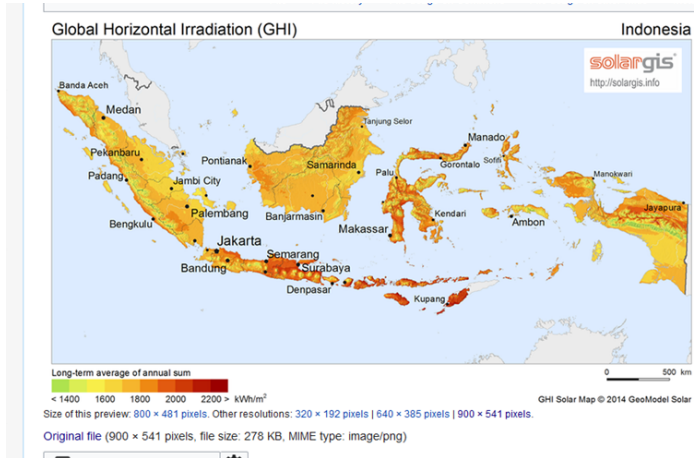 Global Horizontal Irradiation (GHI)
Indonesia
solargis
http://solargis.info
Banda Aceh
Medan
Tanjung Selor
Manado
Pekanbaru
Pontianak
Samarinda
Gorontalo
Sofifi
Padang
Jambi City
Palu
Manokwari
Palembang
Banjarmasin
Kendari
Jayapura
Bengkulu
Makassar
Ambon
Jakarta
Semarang
Bandung
Surabaya
Denpasar
Kupang
Long-term average of annual sum
< 1400 1600 1800 2000 2200 > kWh/m²
0 500 km
GHI Solar Map © 2014 GeoModel Solar
Size of this preview: 800 × 481 pixels. Other resolutions: 320 × 192 pixels | 640 × 385 pixels | 900 × 541 pixels.
Original file (900 × 541 pixels, file size: 278 KB, MIME type: image/png)